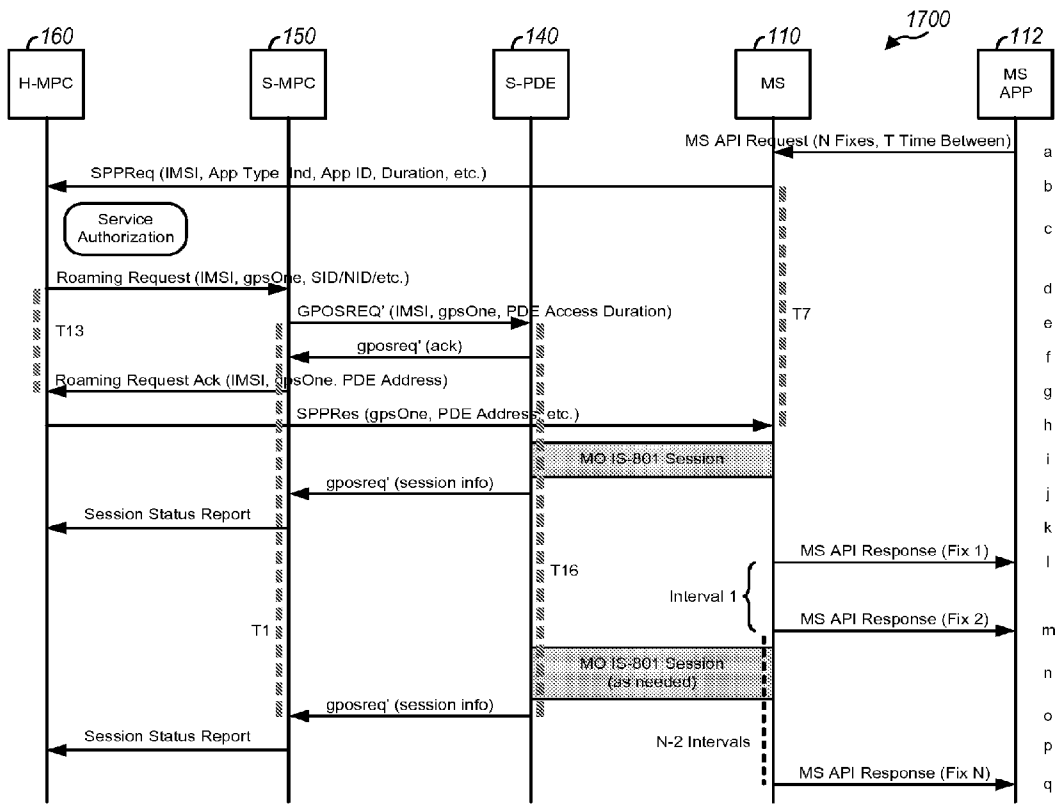 160
150
140
110
1700
112
H-MPC
S-MPC
S-PDE
MS
MS
APP
MS API Request (N Fixes, T Time Between)
a
SPPReq (IMSI, App Type Ind, App ID, Duration, etc.)
b
Service
Authorization
c
Roaming Request (IMSI, gpsOne, SID/NID/etc.)
d
GPOSREQ' (IMSI, gpsOne, PDE Access Duration)
T7
e
T13
gposreq' (ack)
f
Roaming Request Ack (IMSI, gpsOne. PDE Address)
g
SPPRes (gpsOne, PDE Address, etc.)
h
MO IS-801 Session
i
gposreq' (session info)
j
Session Status Report
k
MS API Response (Fix 1)
l
T16
Interval 1
MS API Response (Fix 2)
T1
m
MO IS-801 Session
(as needed)
n
gposreq' (session info)
o
Session Status Report
N-2 Intervals
p
MS API Response (Fix N)
q